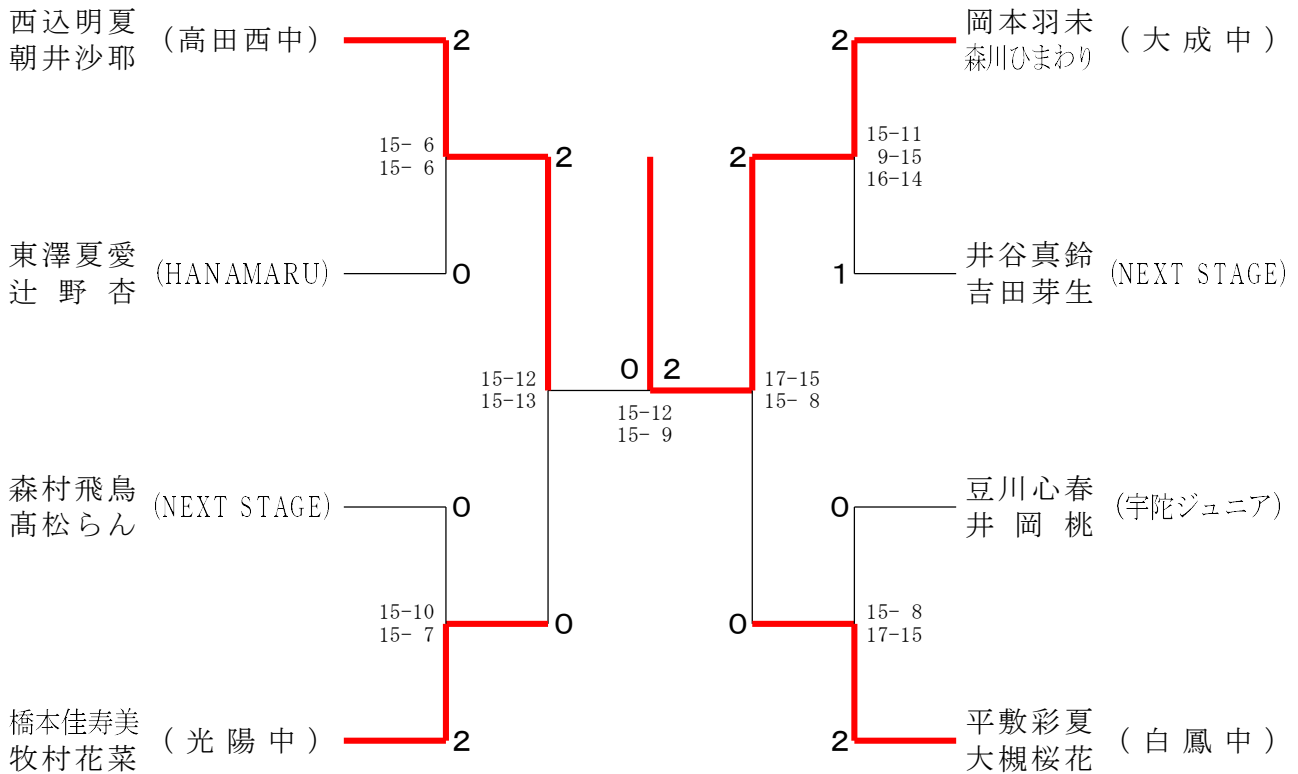 西込明夏
朝井沙耶
(高田西中)
2
15- 6
15- 6
2
東澤夏愛
辻野杏
(HANAMARU)
0
15-12
15-13
森村飛鳥
髙松らん
(NEXT STAGE)
0
15-10
15- 7
0
橋本佳寿美
牧村花菜
(光陽中)
2
0 2
15-12
15- 9
岡本羽未
森川ひまわり
(大成中)
2
15-11
9-15
16-14
2
井谷真鈴
吉田芽生
(NEXT STAGE)
1
17-15
15- 8
豆川心春
井岡桃
(宇陀ジュニア)
0
15- 8
17-15
0
平敷彩夏
大槻桜花
(白鳳中)
2